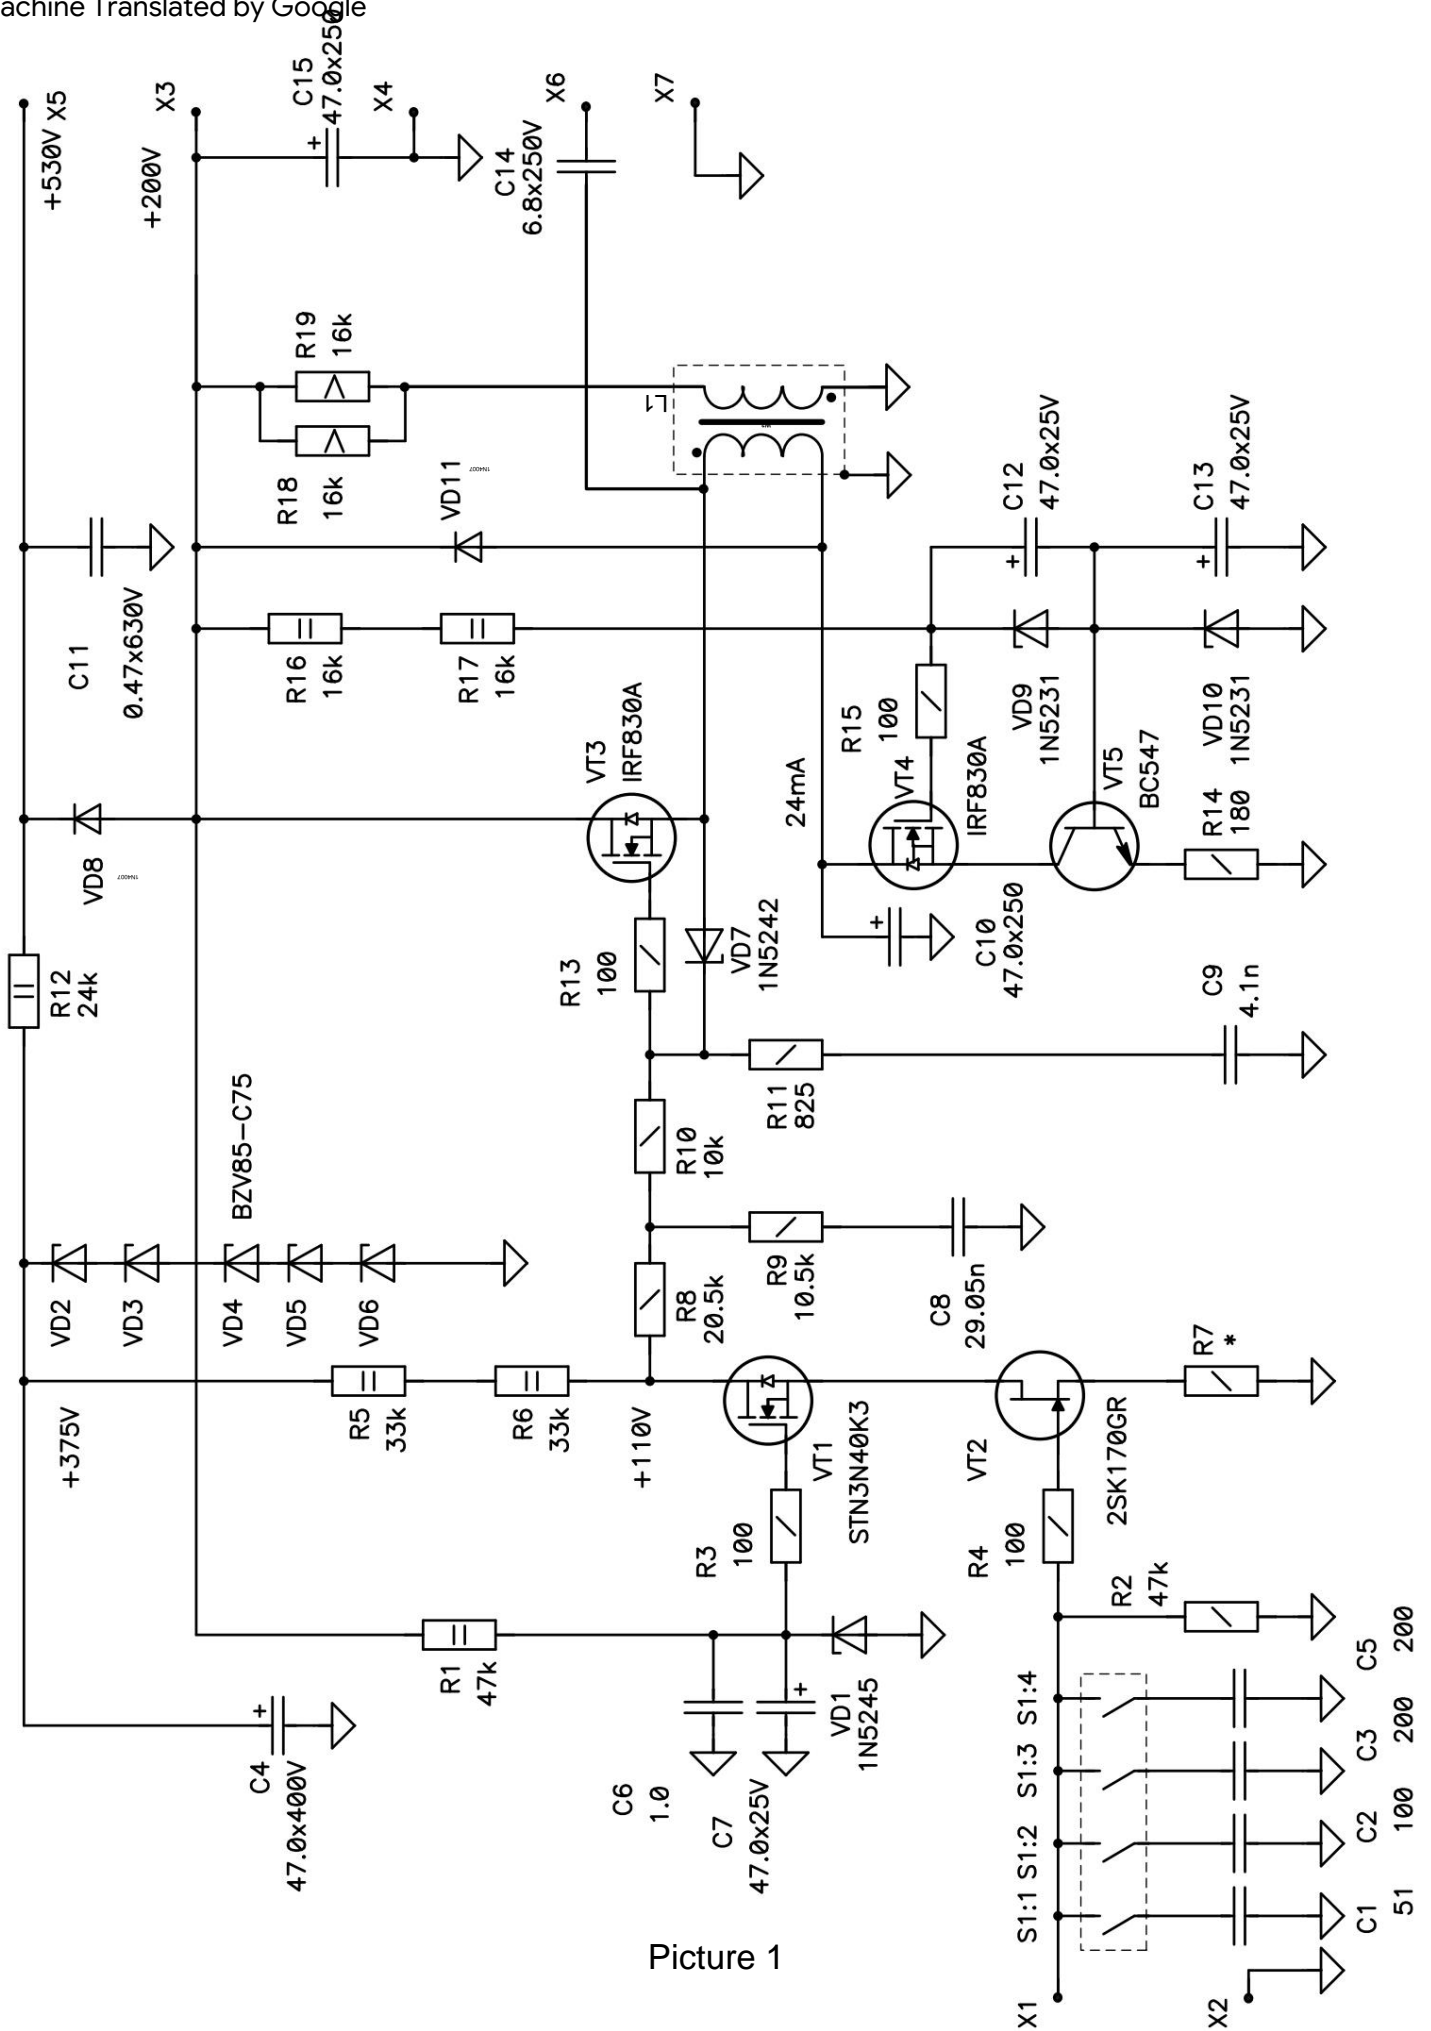 achine Translated by Google
+530V X5
X3
+200V
C15
47.0x250
X4
X6
C14
6.8x250V
X7
R19
16k
R18
16k
L1
VD11
1N4007
C12
47.0x25V
C13
47.0x25V
C11
0.47x630V
R16
16k
R17
16k
VT3
IRF830A
R15
100
VD9
1N5231
VD10
1N5231
24mA
VT4
IRF830A
VT5
BC547
R14
180
VD8
1N4007
R12
24k
R13
100
VD7
1N5242
C10
47.0x250
C9
4.1n
BZV85-C75
R11
825
R10
10k
VD2
VD3
VD4
VD5
VD6
R8
20.5k
R9
10.5k
C8
29.05n
R7
*
+375V
R5
33k
R6
33k
+110V
VT1
STN3N40K3
VT2
2SK170GR
R3
100
R4
100
R2
47k
R1
47k
VD1
1N5245
C4
47.0x400V
C6
1.0
C7
47.0x25V
S1:1 S1:2 S1:3 S1:4
C1
51
C2
100
C3
200
C5
200
X1
X2
Picture 1